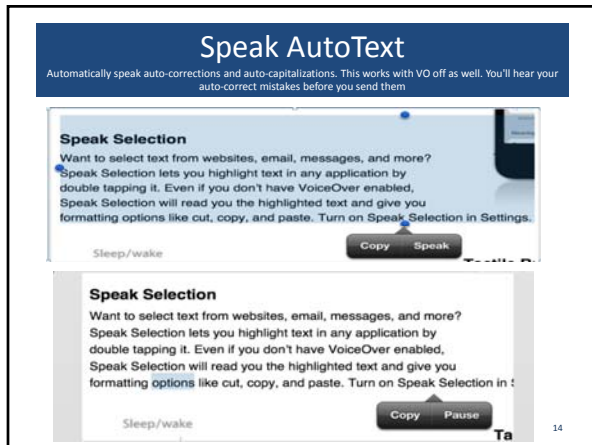 Speak AutoText
Automatically speak auto-corrections and auto-capitalizations. This works with VO off as well. You'll hear your
auto-correct mistakes before you send them
Speak Selection
Want to select text from websites, email, messages, and more?
Speak Selection lets you highlight text in any application by
double tapping it. Even if you don't have VoiceOver enabled,
Speak Selection will read you the highlighted text and give you
formatting options like cut, copy, and paste. Turn on Speak Selection in Settings.
Sleep/wake
Copy Speak
Speak Selection
Want to select text from websites, email, messages, and more?
Speak Selection lets you highlight text in any application by
double tapping it. Even if you don't have VoiceOver enabled,
Speak Selection will read you the highlighted text and give you
formatting options like cut, copy, and paste. Turn on Speak Selection in
Sleep/wake
Copy Pause
Ta
14